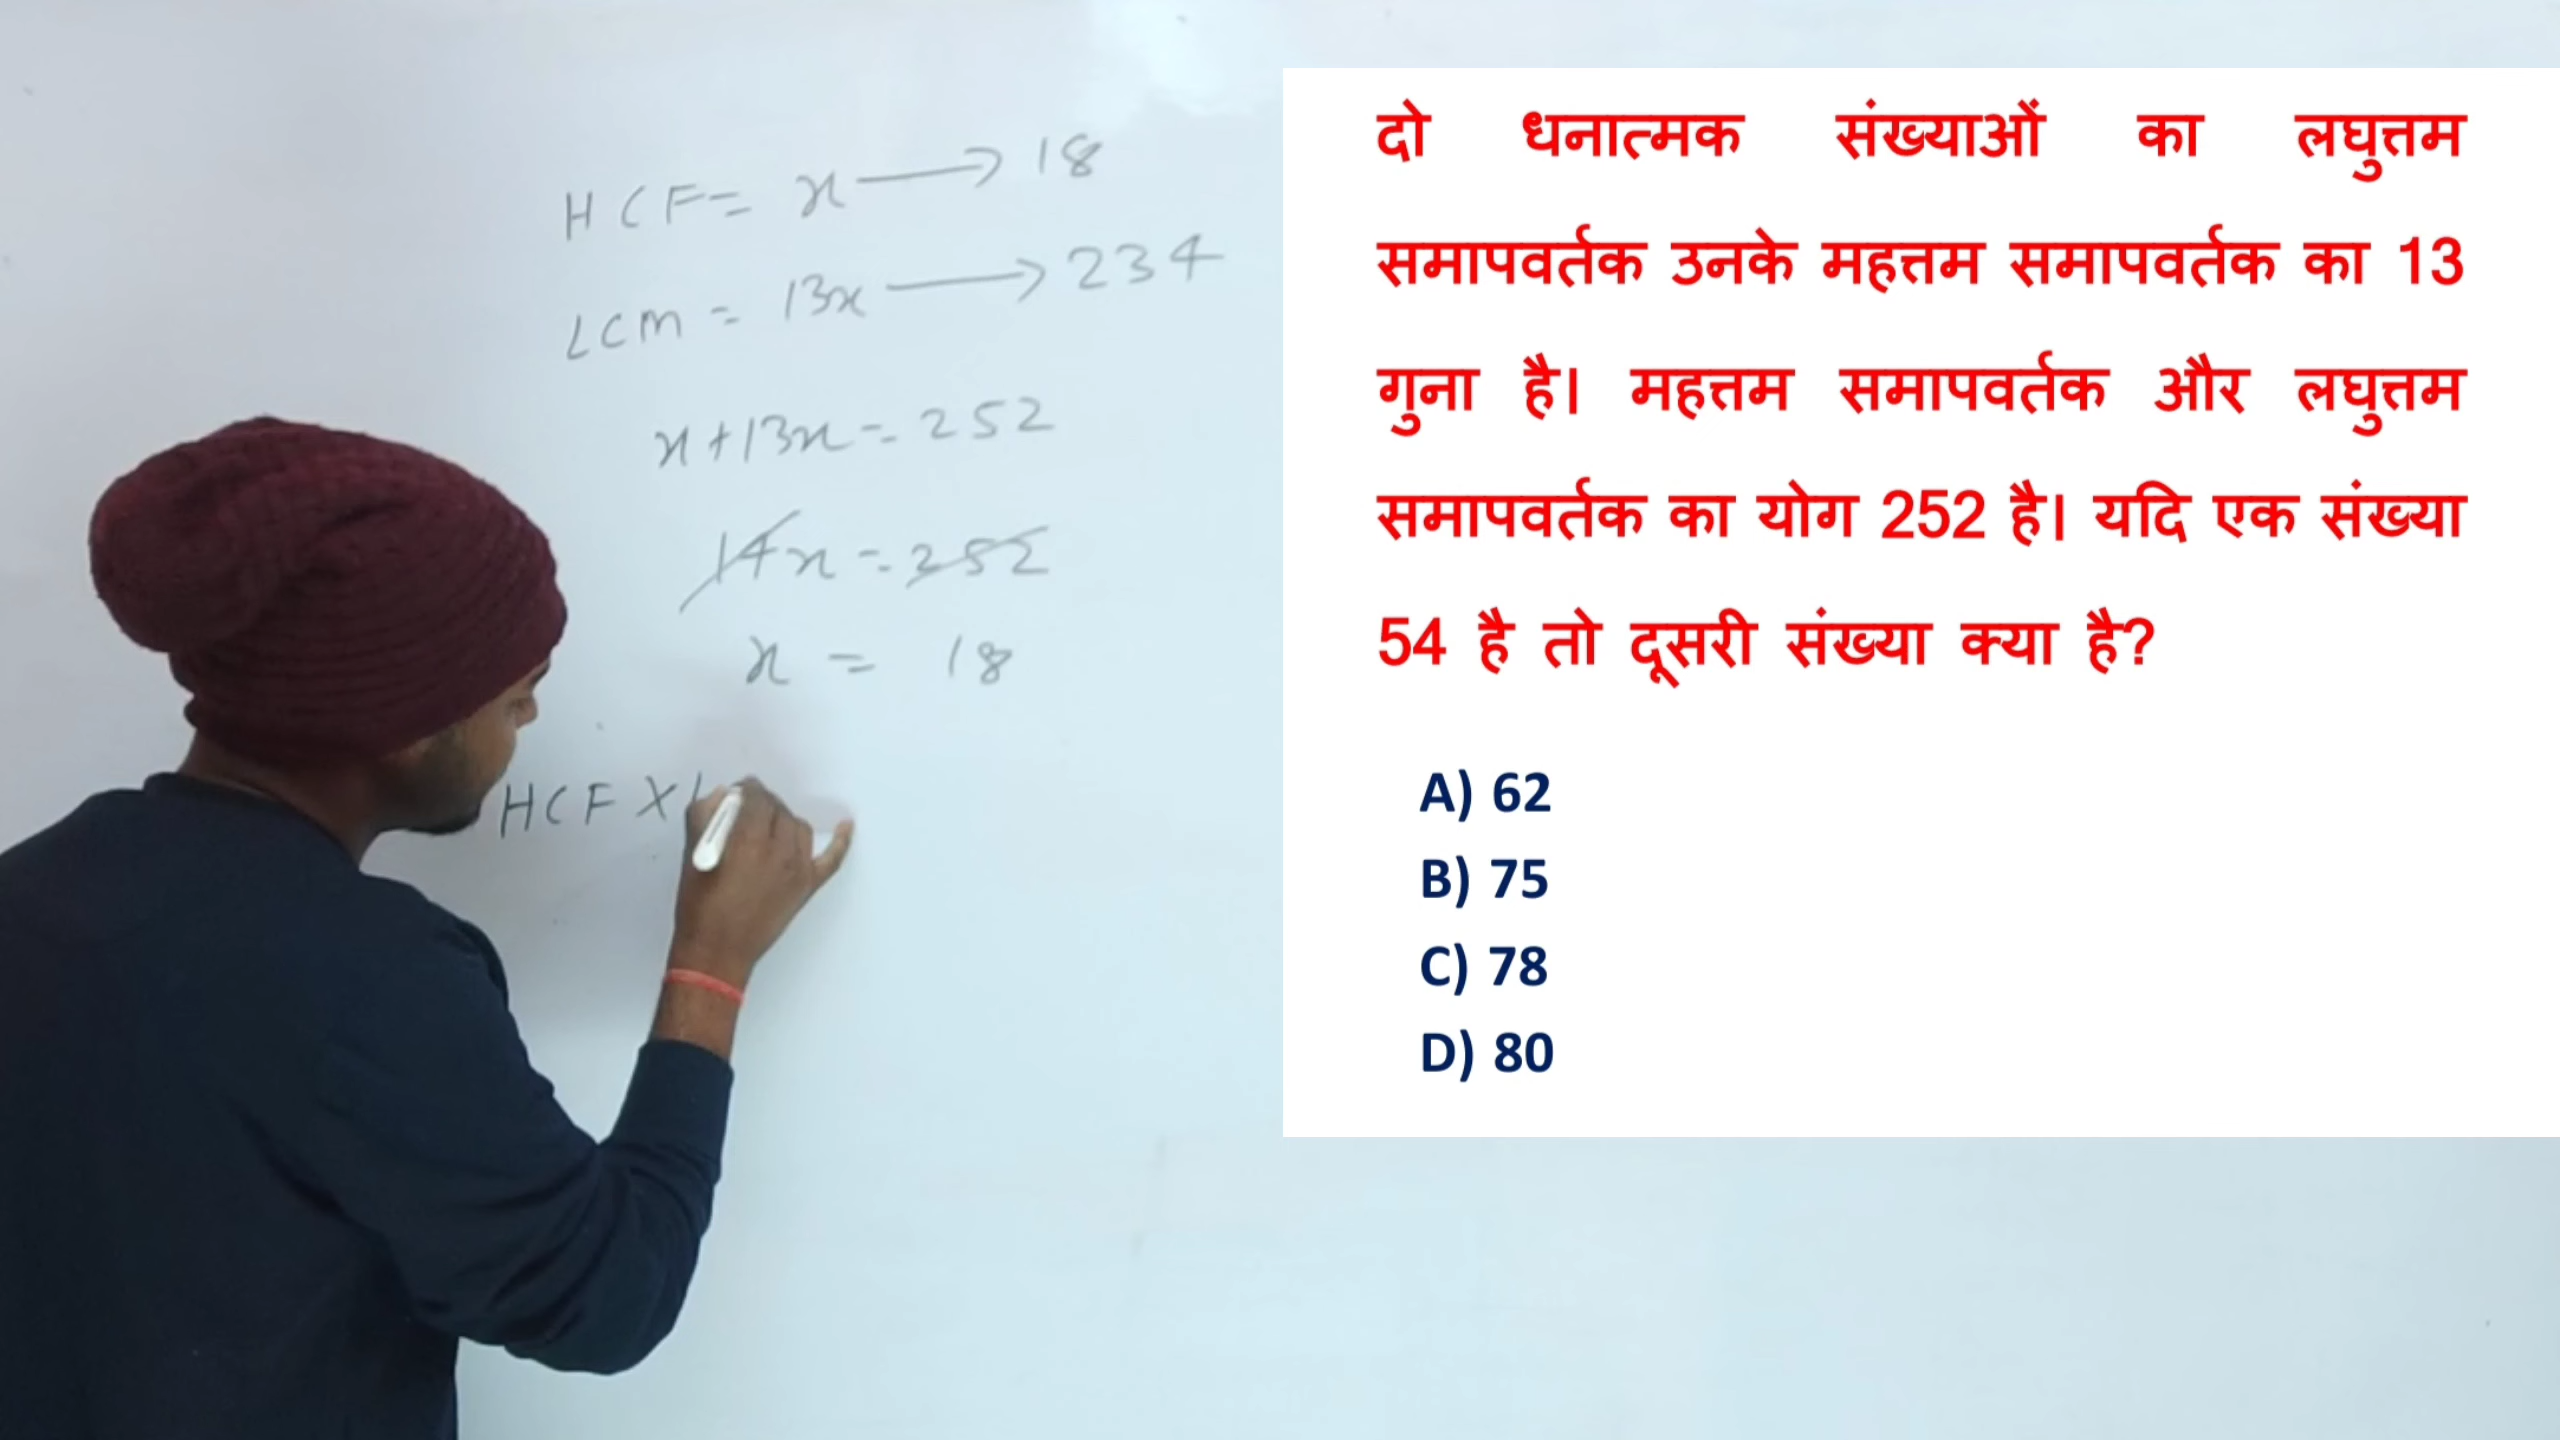 HCF = x → 18
LCM = 13x → 234
x + 13x = 252
14x = 252
x = 18
HCF X
दो धनात्मक संख्याओं का लघुत्तम
समापवर्तक उनके महत्तम समापवर्तक का 13
गुना है। महत्तम समापवर्तक और लघुत्तम
समापवर्तक का योग 252 है। यदि एक संख्या
54 है तो दूसरी संख्या क्या है?
A) 62
B) 75
C) 78
D) 80